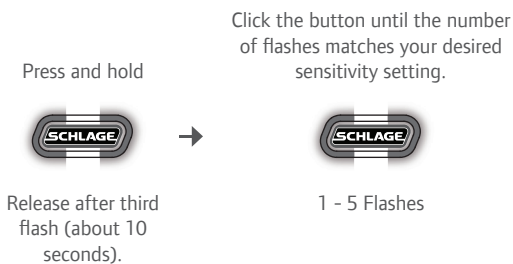 Press and hold
SCHLAGE
Release after third
flash (about 10
seconds).
Click the button until the number
of flashes matches your desired
sensitivity setting.
SCHLAGE
1 - 5 Flashes